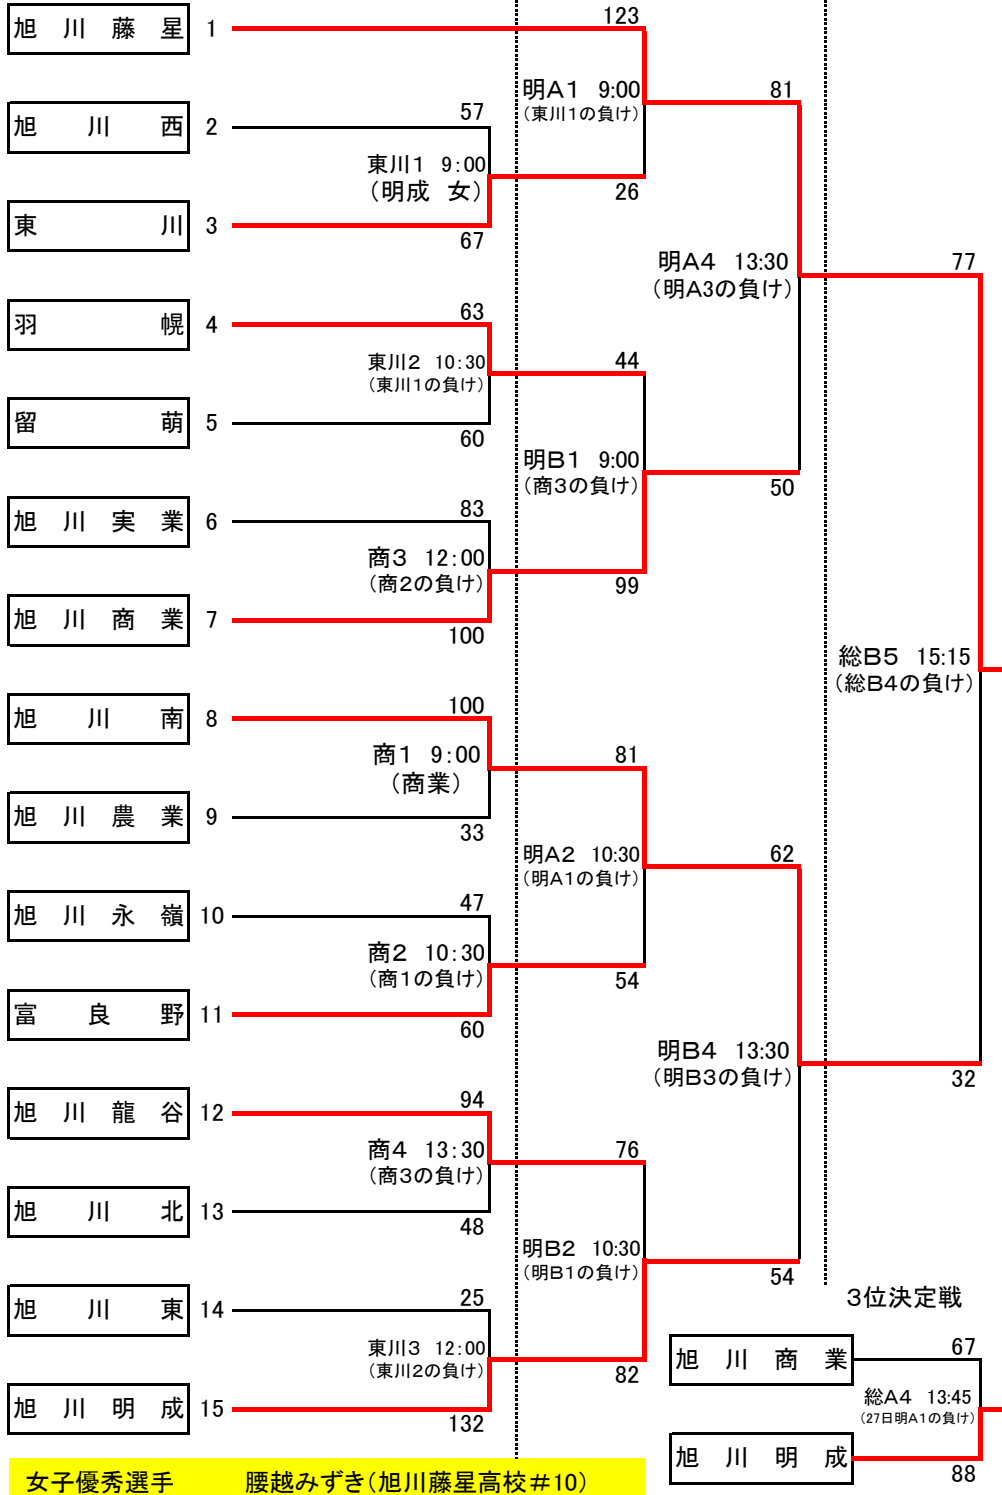 旭川藤星 1
123
明A1 9:00
(東川1の負け)
81
57
旭川西 2
東川1 9:00
(明成 女)
26
東川 3
67
明A4 13:30
(明A3の負け)
77
63
羽幌 4
東川2 10:30
(東川1の負け)
44
留萌 5
60
明B1 9:00
(商3の負け)
50
83
旭川実業 6
商3 12:00
(商2の負け)
99
旭川商業 7
100
総B5 15:15
(総B4の負け)
100
旭川南 8
商1 9:00
(商業)
81
旭川農業 9
33
明A2 10:30
(明A1の負け)
62
47
旭川永嶺 10
商2 10:30
(商1の負け)
54
富良野 11
60
明B4 13:30
(明B3の負け)
32
94
旭川龍谷 12
商4 13:30
(商3の負け)
76
旭川北 13
48
明B2 10:30
(明B1の負け)
54
25
旭川東 14
東川3 12:00
(東川2の負け)
82
旭川明成 15
132
3位決定戦
旭川商業
67
総A4 13:45
(27日明A1の負け)
旭川明成
88
女子優秀選手 腰越みずき(旭川藤星高校#10)